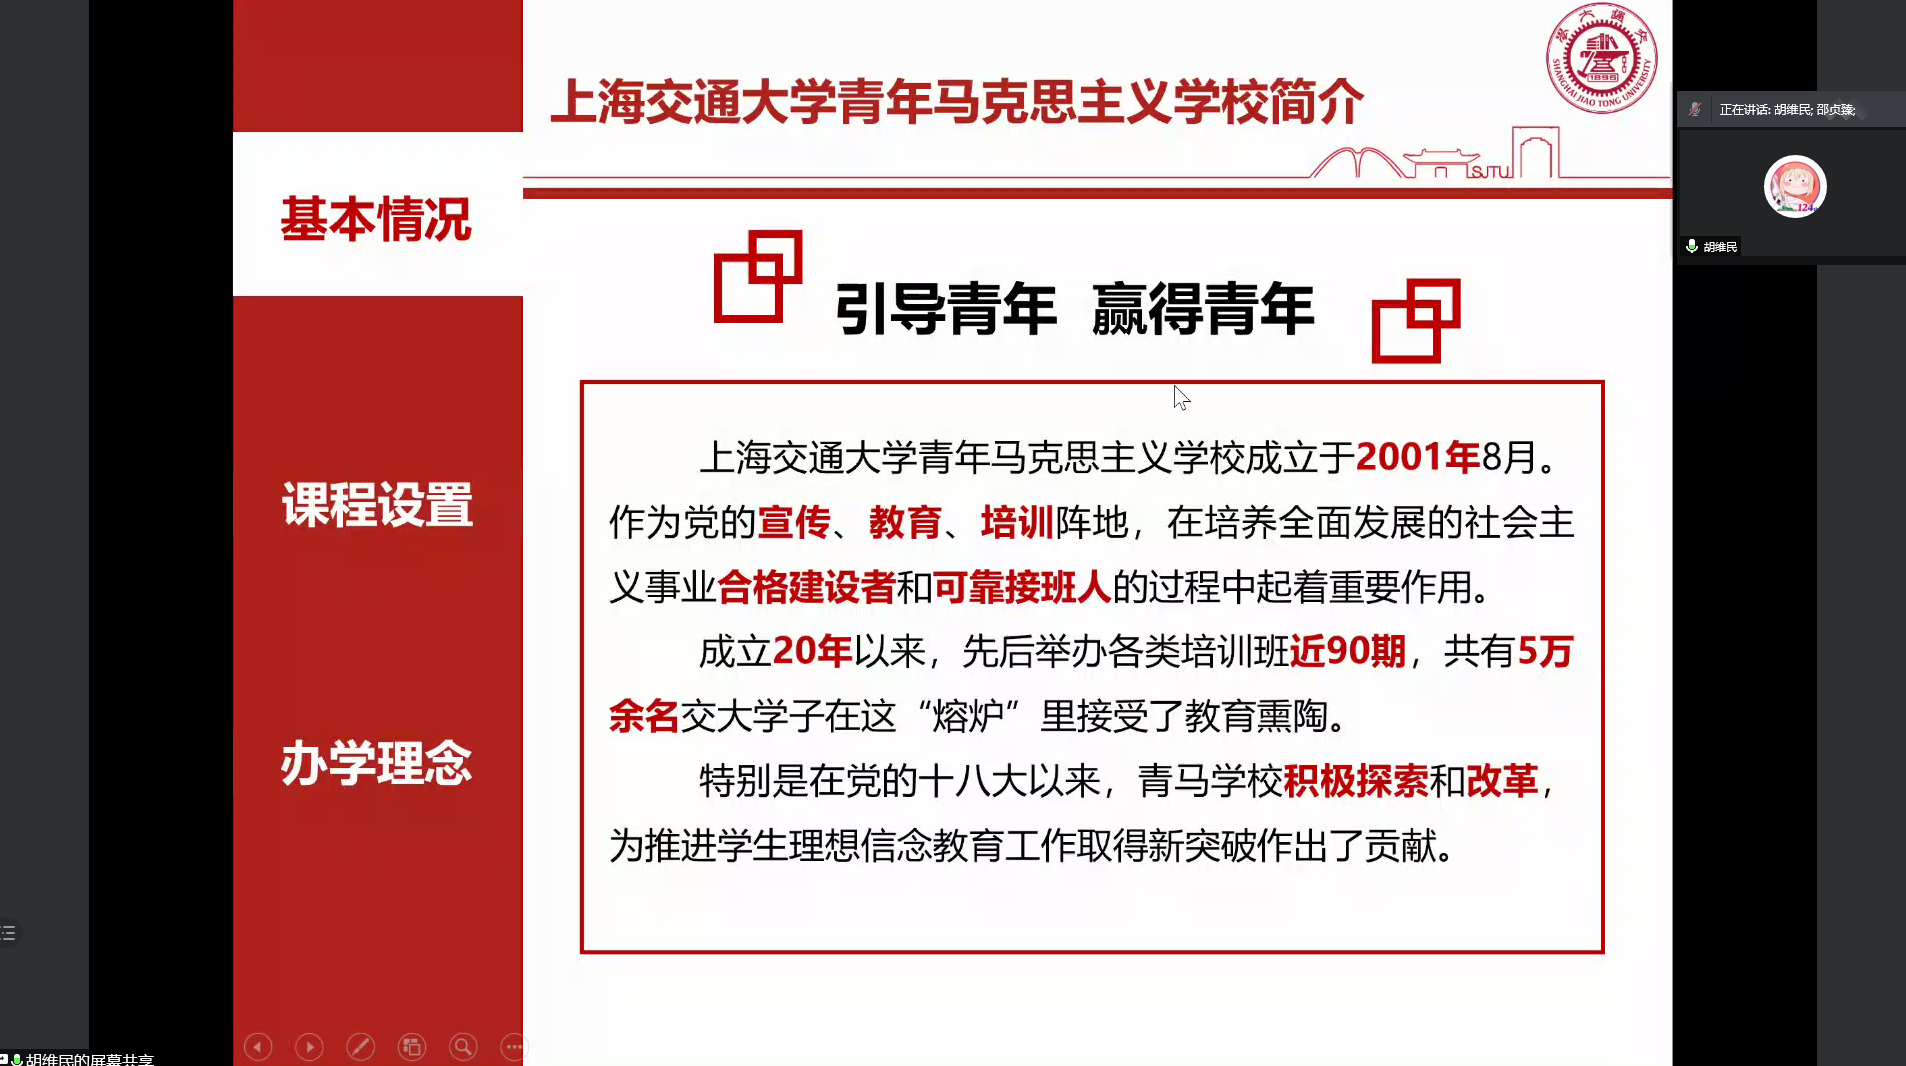 上海交通大学青年马克思主义学校简介
SHANGHAI JIAO TONG UNIVERSITY
1896
SJTU
正在讲话: 胡维民; 邵贞臻;
124
胡维民
基本情况
课程设置
办学理念
引导青年 赢得青年
上海交通大学青年马克思主义学校成立于2001年8月。
作为党的宣传、教育、培训阵地，在培养全面发展的社会主
义事业合格建设者和可靠接班人的过程中起着重要作用。
成立20年以来，先后举办各类培训班近90期，共有5万
余名交大学子在这“熔炉”里接受了教育熏陶。
特别是在党的十八大以来，青马学校积极探索和改革，
为推进学生理想信念教育工作取得新突破作出了贡献。
胡维民的屏幕共享